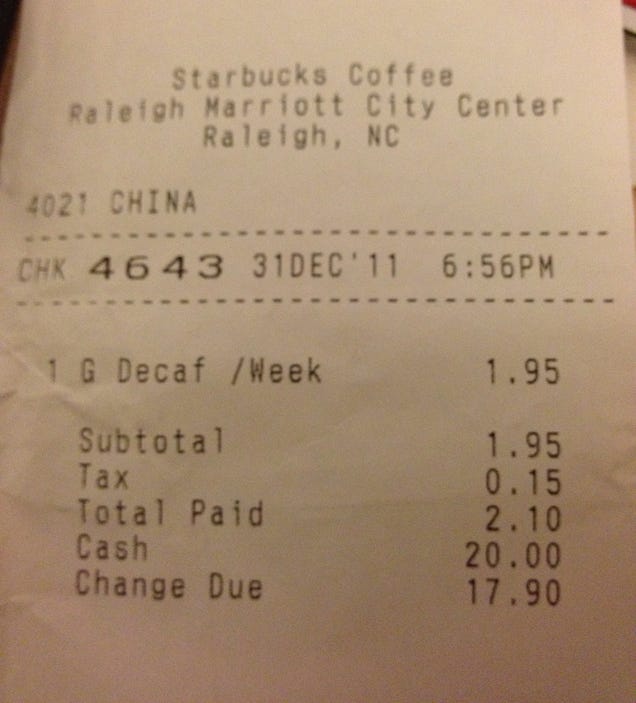 Starbucks Coffee
Raleigh Marriott City Center
Raleigh, NC
4021 CHINA
CHK 4643 31DEC'11 6:56PM
1 G Decaf /Week 1.95
Subtotal 1.95
Tax 0.15
Total Paid 2.10
Cash 20.00
Change Due 17.90